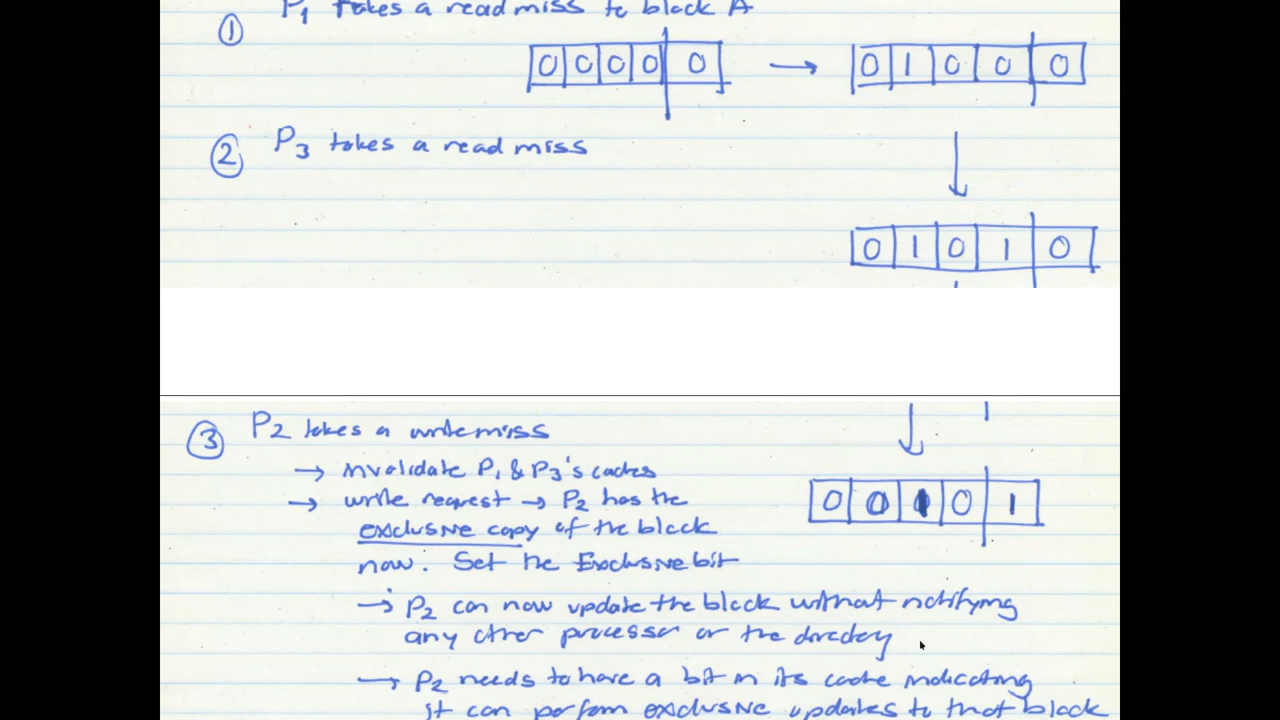 ① P1 takes a read miss to block A
0 0 0 0 0 → 0 1 0 0 0
② P3 takes a read miss
0 1 0 1 0
③ P2 takes a write miss
→ invalidate P1 & P3's caches
→ write request → P2 has the
0 0 1 0 1
exclusive copy of the block
now. Set the Exclusive bit
→ P2 can now update the block without notifying
any other processor or the directory
→ P2 needs to have a bit in its cache indicating
it can perform exclusive updates to that block